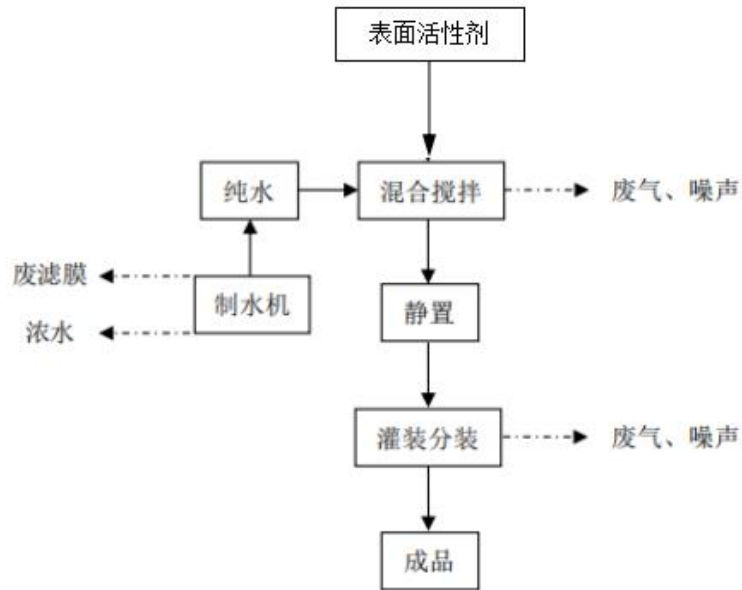 表面活性剂
纯水
混合搅拌
废气、噪声
废滤膜
制水机
浓水
静置
灌装分装
废气、噪声
成品